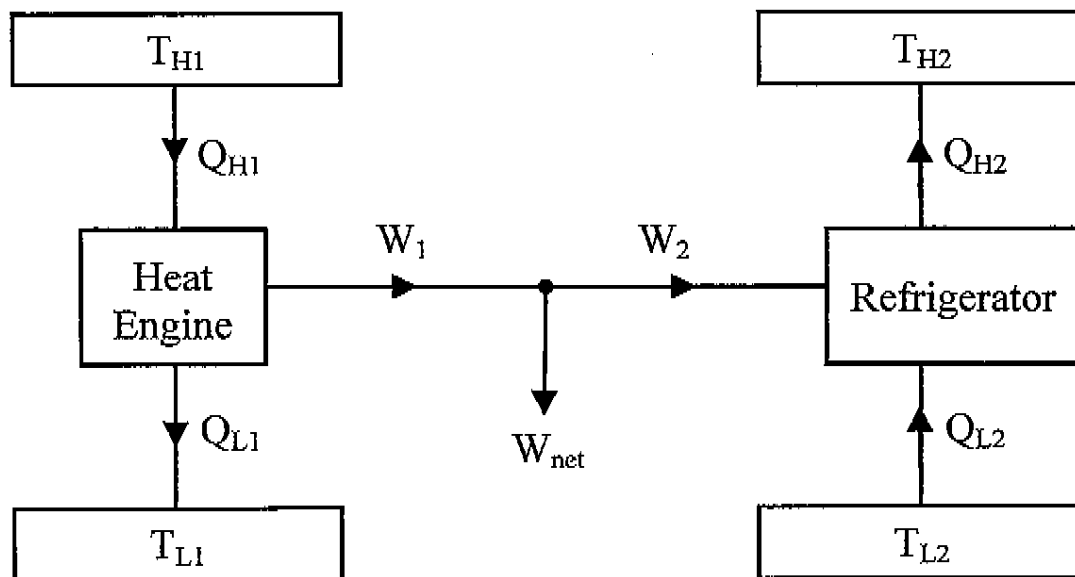 T_H1
T_H2
Q_H1
Q_H2
W_1
W_2
Heat
Engine
Refrigerator
Q_L1
W_net
Q_L2
T_L1
T_L2